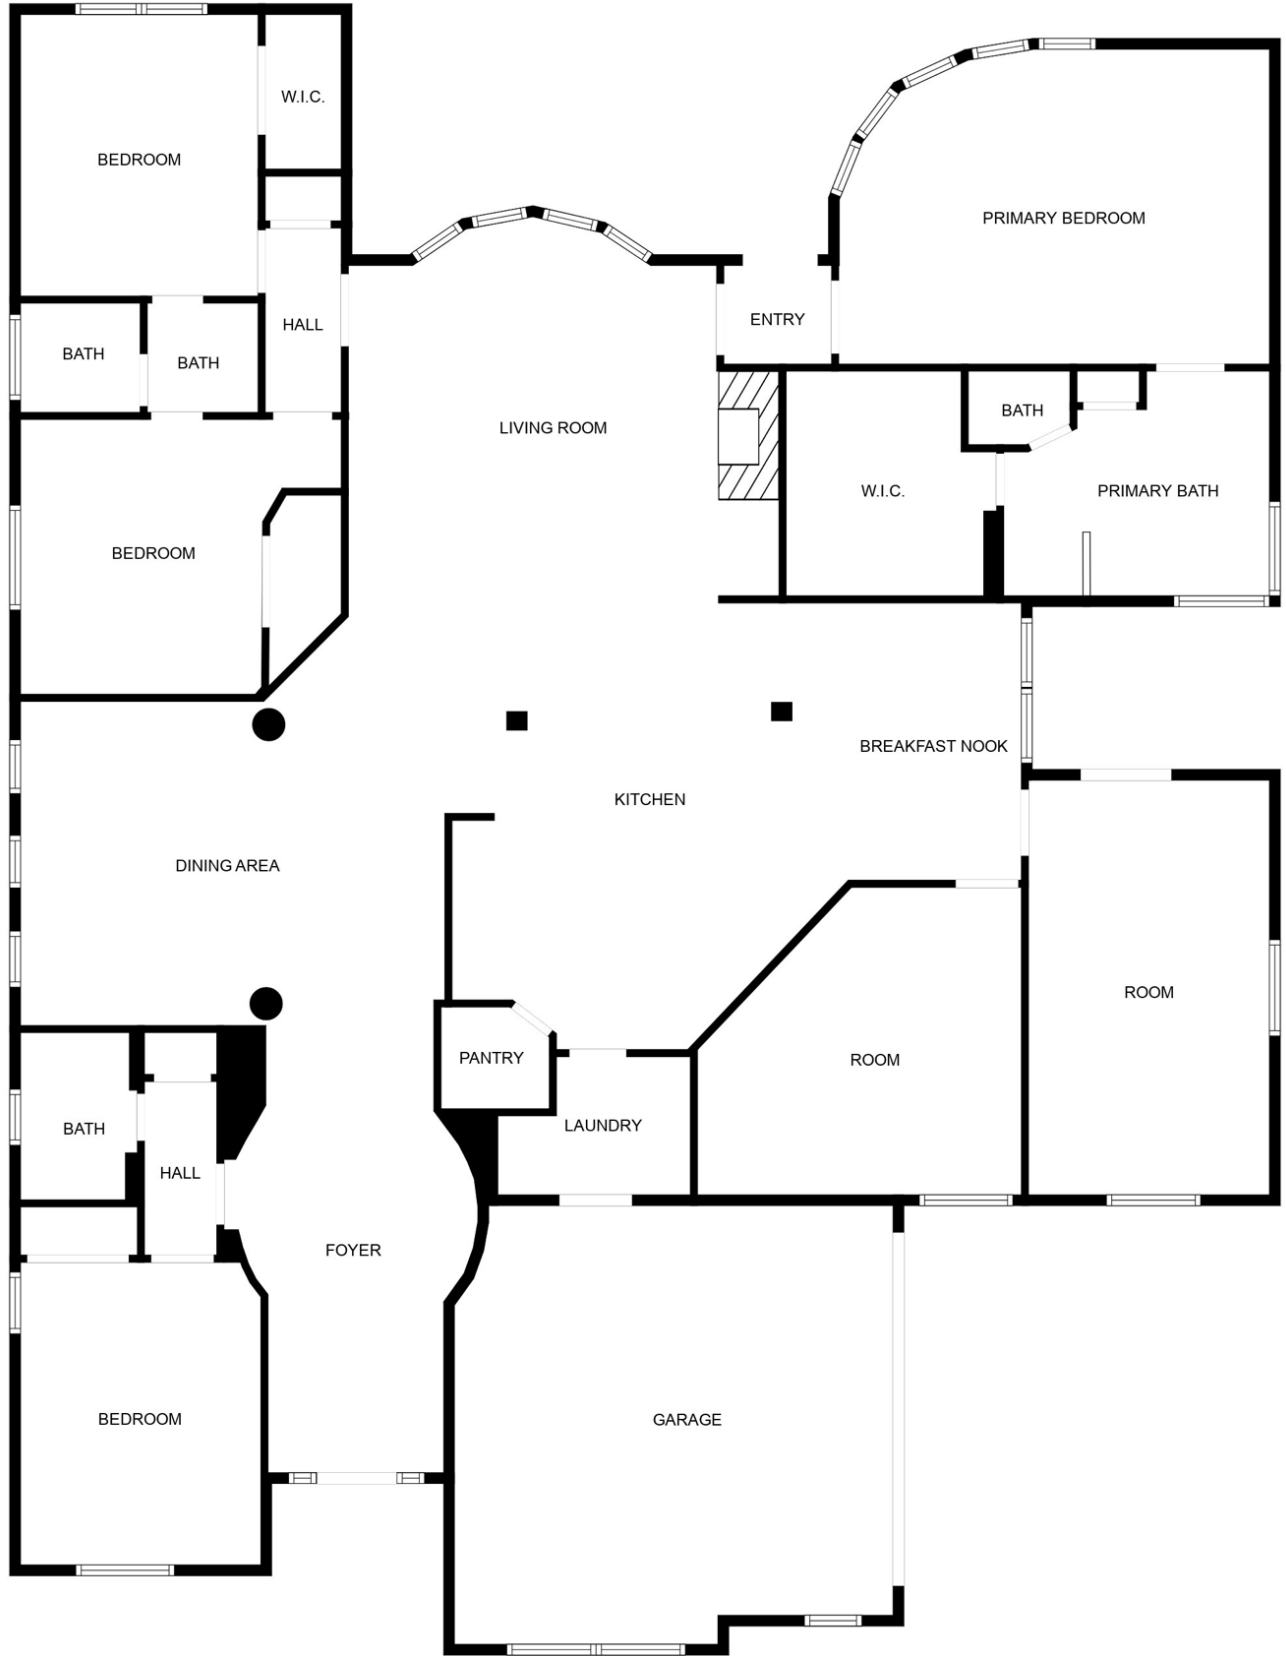 W.I.C.
BEDROOM
PRIMARY BEDROOM
ENTRY
HALL
BATH
BATH
BATH
LIVING ROOM
W.I.C.
PRIMARY BATH
BEDROOM
BREAKFAST NOOK
KITCHEN
DINING AREA
ROOM
PANTRY
ROOM
LAUNDRY
BATH
HALL
FOYER
BEDROOM
GARAGE